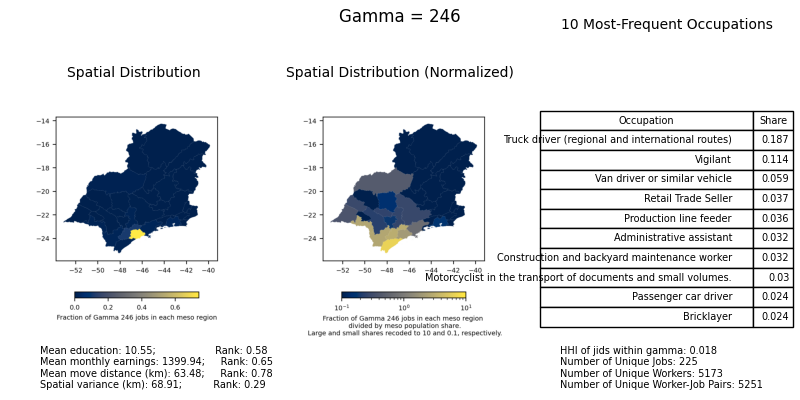 Gamma = 246
10 Most-Frequent Occupations
Spatial Distribution
Spatial Distribution (Normalized)
−14
−16
−18
−20
−22
−24
−52 −50 −48 −46 −44 −42 −40
0.0 0.2 0.4 0.6
Fraction of Gamma 246 jobs in each meso region
−14
−16
−18
−20
−22
−24
−52 −50 −48 −46 −44 −42 −40
10⁻¹ 10⁰ 10¹
Fraction of Gamma 246 jobs in each meso region
divided by meso population share.
Large and small shares recoded to 10 and 0.1, respectively.
Occupation Share
Truck driver (regional and international routes) 0.187
Vigilant 0.114
Van driver or similar vehicle 0.059
Retail Trade Seller 0.037
Production line feeder 0.036
Administrative assistant 0.032
Construction and backyard maintenance worker 0.032
Motorcyclist in the transport of documents and small volumes. 0.03
Passenger car driver 0.024
Bricklayer 0.024
Mean education: 10.55; Rank: 0.58
Mean monthly earnings: 1399.94; Rank: 0.65
Mean move distance (km): 63.48; Rank: 0.78
Spatial variance (km): 68.91; Rank: 0.29
HHI of jids within gamma: 0.018
Number of Unique Jobs: 225
Number of Unique Workers: 5173
Number of Unique Worker-Job Pairs: 5251